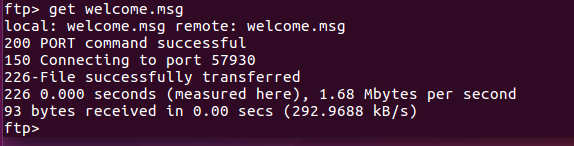 ftp> get welcome.msg
local: welcome.msg remote: welcome.msg
200 PORT command successful
150 Connecting to port 57930
226-File successfully transferred
226 0.000 seconds (measured here), 1.68 Mbytes per second
93 bytes received in 0.00 secs (292.9688 kB/s)
ftp>